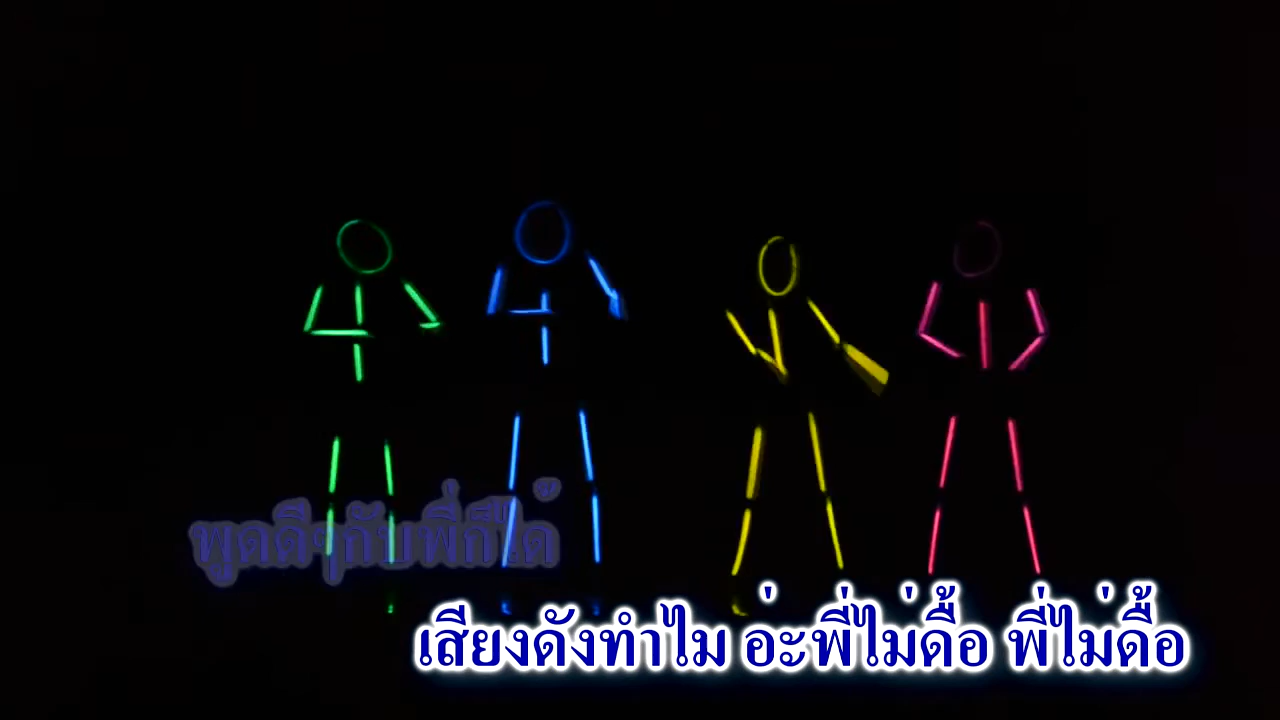 พูดดีๆกับพี่ก็ได้
เสียงดังทำไม อ่ะพี่ไม่ดื้อ พี่ไม่ดื้อ